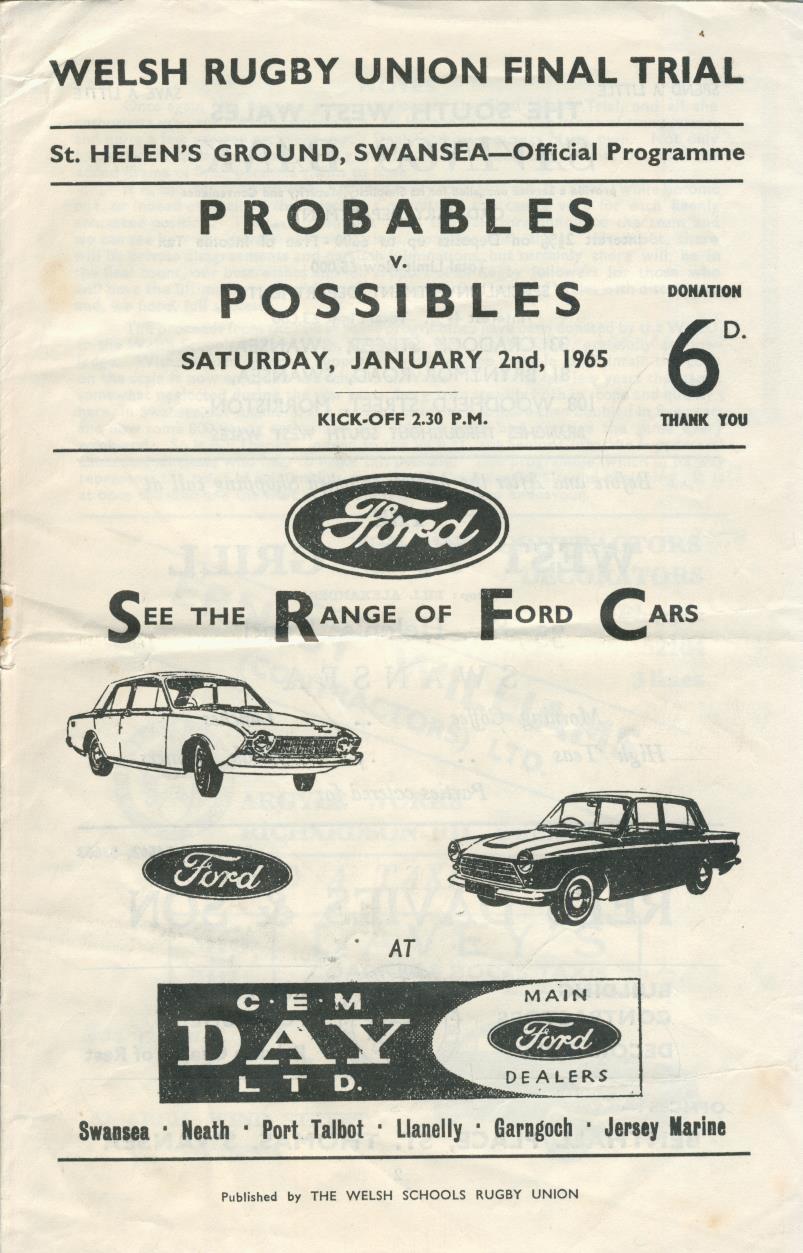 WELSH RUGBY UNION FINAL TRIAL
St. HELEN'S GROUND, SWANSEA—Official Programme
PROBABLES
v.
POSSIBLES
SATURDAY, JANUARY 2nd, 1965
KICK-OFF 2.30 P.M.
DONATION
6D.
THANK YOU
Ford
SEE THE RANGE OF FORD CARS
Ford
AT
C·E·M
DAY
LTD.
MAIN
Ford
DEALERS
Swansea · Neath · Port Talbot · Llanelly · Garngoch · Jersey Marine
Published by THE WELSH SCHOOLS RUGBY UNION